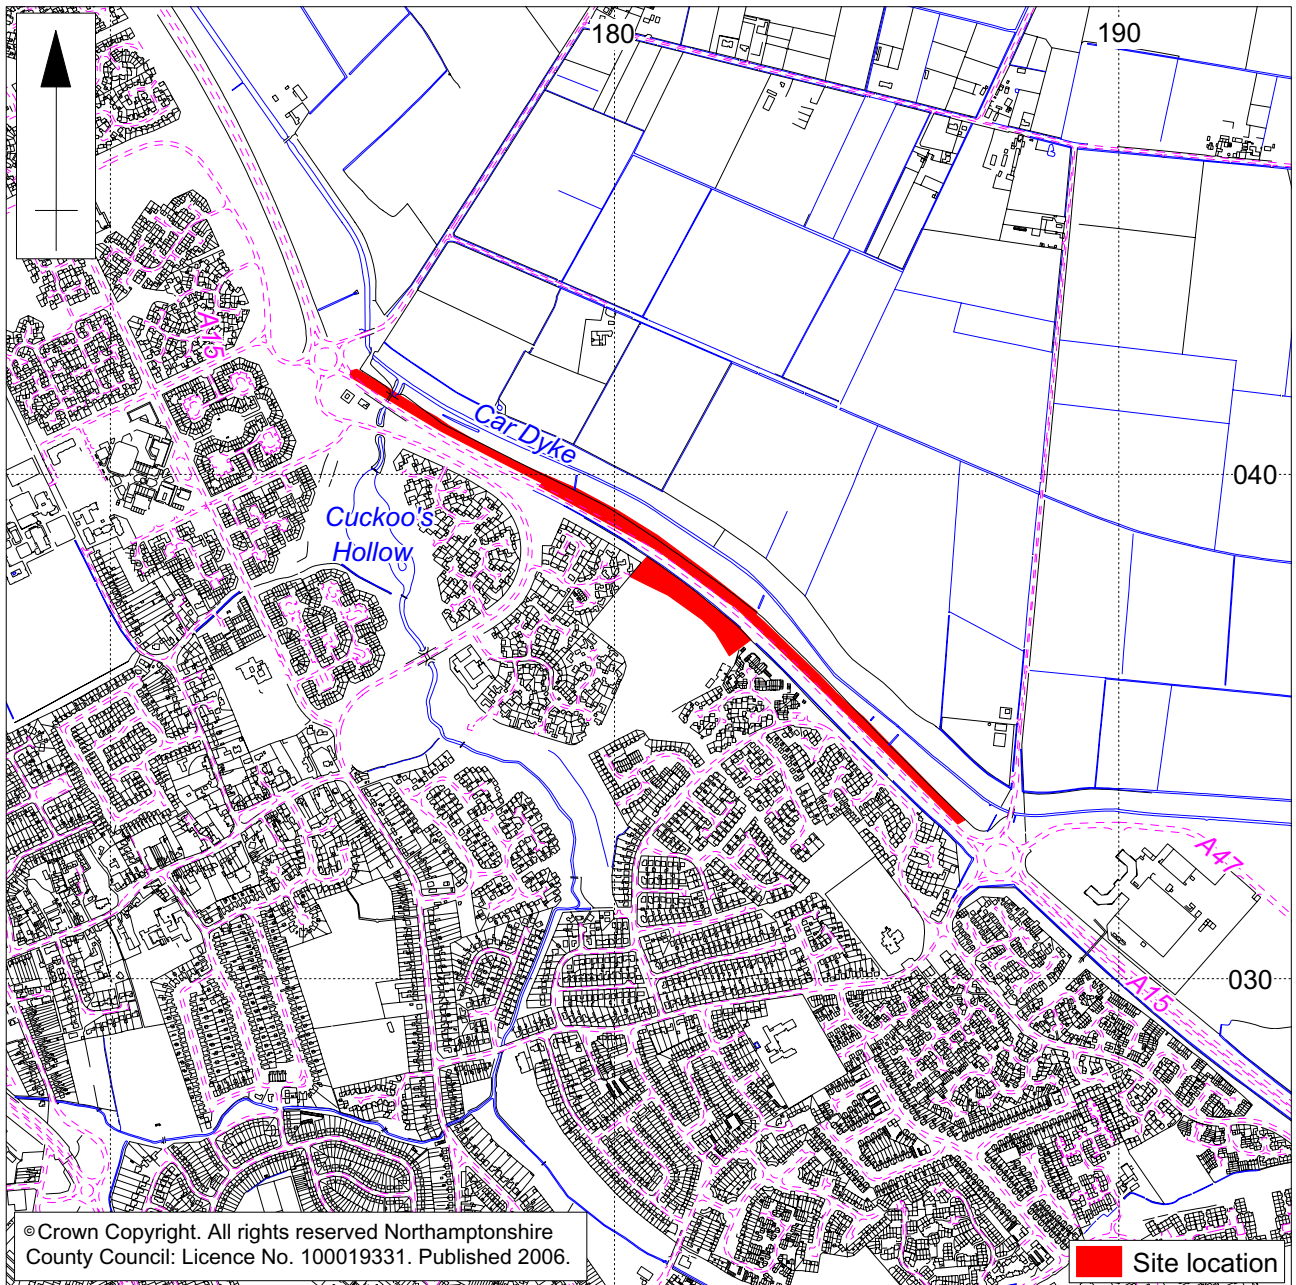 180
190
A15
Car Dyke
040
Cuckoo's
Hollow
A47
030
A15
©Crown Copyright. All rights reserved Northamptonshire
County Council: Licence No. 100019331. Published 2006.
Site location